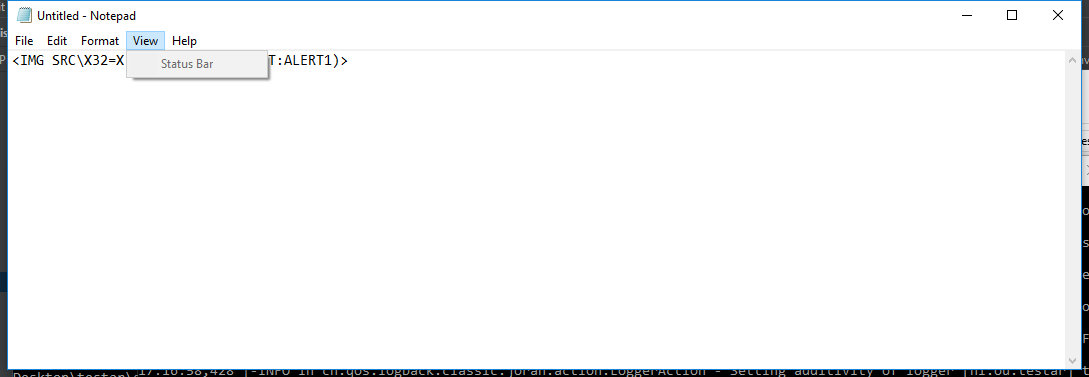 Untitled - Notepad
File Edit Format View Help
<IMG SRC\X32=X T:ALERT1)>
Status Bar
17:16:58,428 |-INFO in ch.qos.logback.classic.joran.action.LoggerAction - Setting additivity of logger [nl.ou.testar]
Desktop\testar\